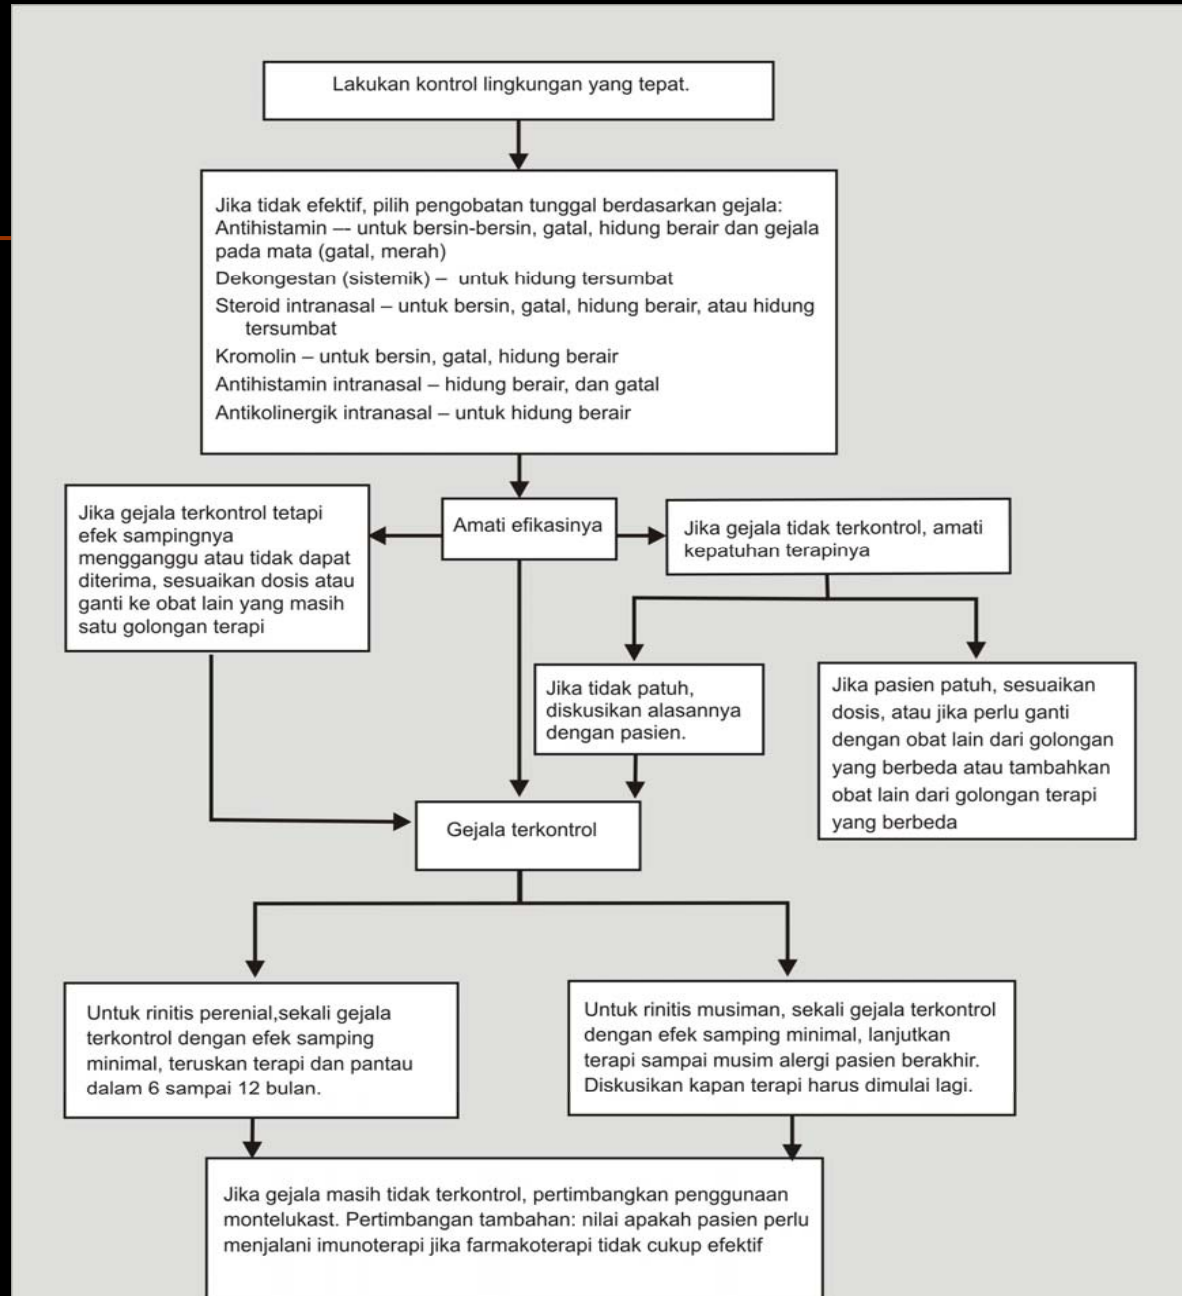 Lakukan kontrol lingkungan yang tepat.
Jika tidak efektif, pilih pengobatan tunggal berdasarkan gejala:
Antihistamin –- untuk bersin-bersin, gatal, hidung berair dan gejala
pada mata (gatal, merah)
Dekongestan (sistemik) – untuk hidung tersumbat
Steroid intranasal – untuk bersin, gatal, hidung berair, atau hidung
tersumbat
Kromolin – untuk bersin, gatal, hidung berair
Antihistamin intranasal – hidung berair, dan gatal
Antikolinergik intranasal – untuk hidung berair
Jika gejala terkontrol tetapi
efek sampingnya
mengganggu atau tidak dapat
diterima, sesuaikan dosis atau
ganti ke obat lain yang masih
satu golongan terapi
Amati efikasinya
Jika gejala tidak terkontrol, amati
kepatuhan terapinya
Jika tidak patuh,
diskusikan alasannya
dengan pasien.
Jika pasien patuh, sesuaikan
dosis, atau jika perlu ganti
dengan obat lain dari golongan
yang berbeda atau tambahkan
obat lain dari golongan terapi
yang berbeda
Gejala terkontrol
Untuk rinitis perenial,sekali gejala
terkontrol dengan efek samping
minimal, teruskan terapi dan pantau
dalam 6 sampai 12 bulan.
Untuk rinitis musiman, sekali gejala terkontrol
dengan efek samping minimal, lanjutkan
terapi sampai musim alergi pasien berakhir.
Diskusikan kapan terapi harus dimulai lagi.
Jika gejala masih tidak terkontrol, pertimbangkan penggunaan
montelukast. Pertimbangan tambahan: nilai apakah pasien perlu
menjalani imunoterapi jika farmakoterapi tidak cukup efektif